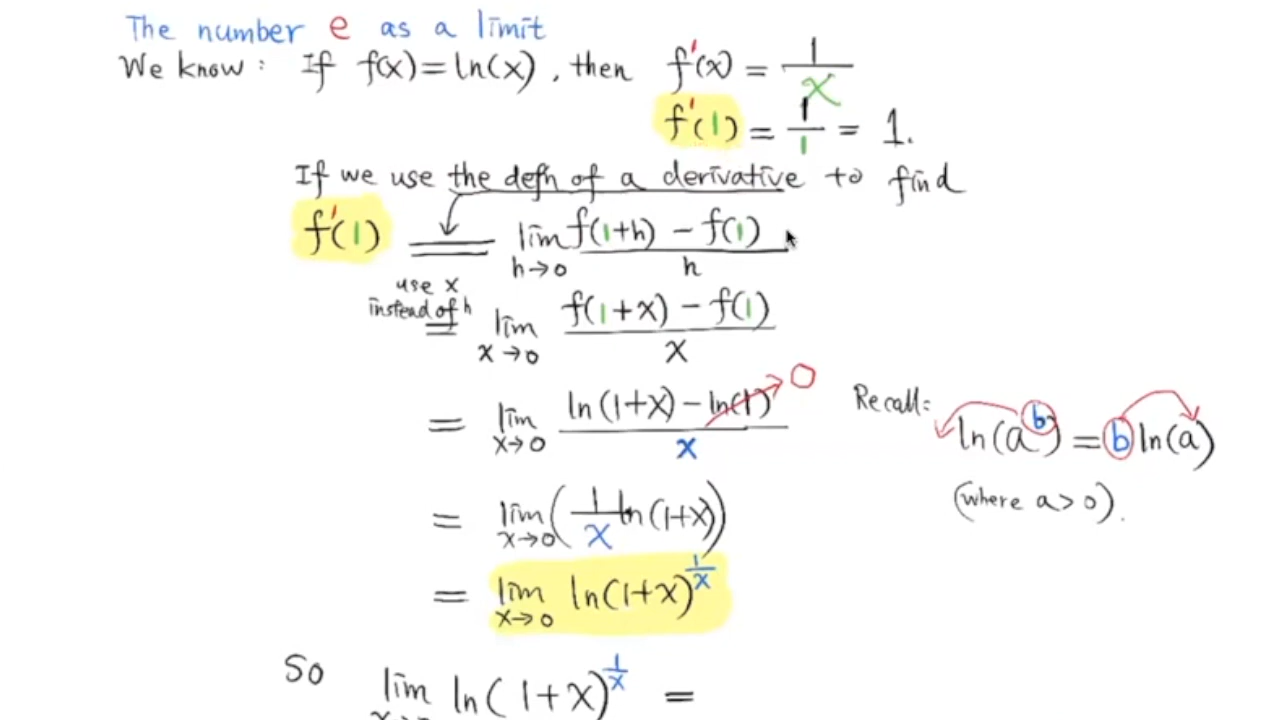 The number e as a limit
We know: If f(x)=ln(x), then f'(x) = 1/x
f'(1) = 1/1 = 1.
If we use the defn of a derivative to find
f'(1) = lim h→0 (f(1+h) − f(1))/h
use x
instead of h
= lim x→0 (f(1+x) − f(1))/x
= lim x→0 (ln(1+x) − ln(1))/x → 0
Recall: ln(a^b) = b ln(a)
(where a>0).
= lim x→0 (1/x ln(1+x))
= lim x→0 ln(1+x)^(1/x)
So lim ln(1+x)^(1/x) =